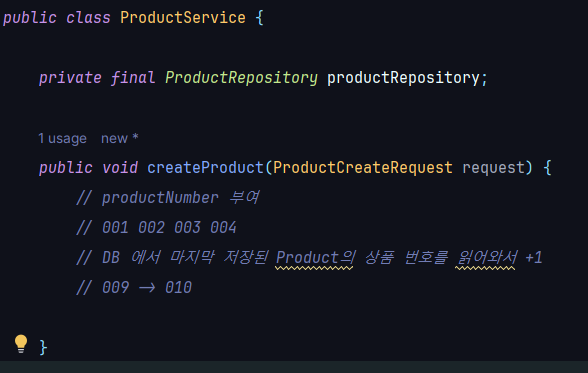 public class ProductService {
private final ProductRepository productRepository;
1 usage new *
public void createProduct(ProductCreateRequest request) {
// productNumber 부여
// 001 002 003 004
// DB 에서 마지막 저장된 Product의 상품 번호를 읽어와서 +1
// 009 -> 010
}